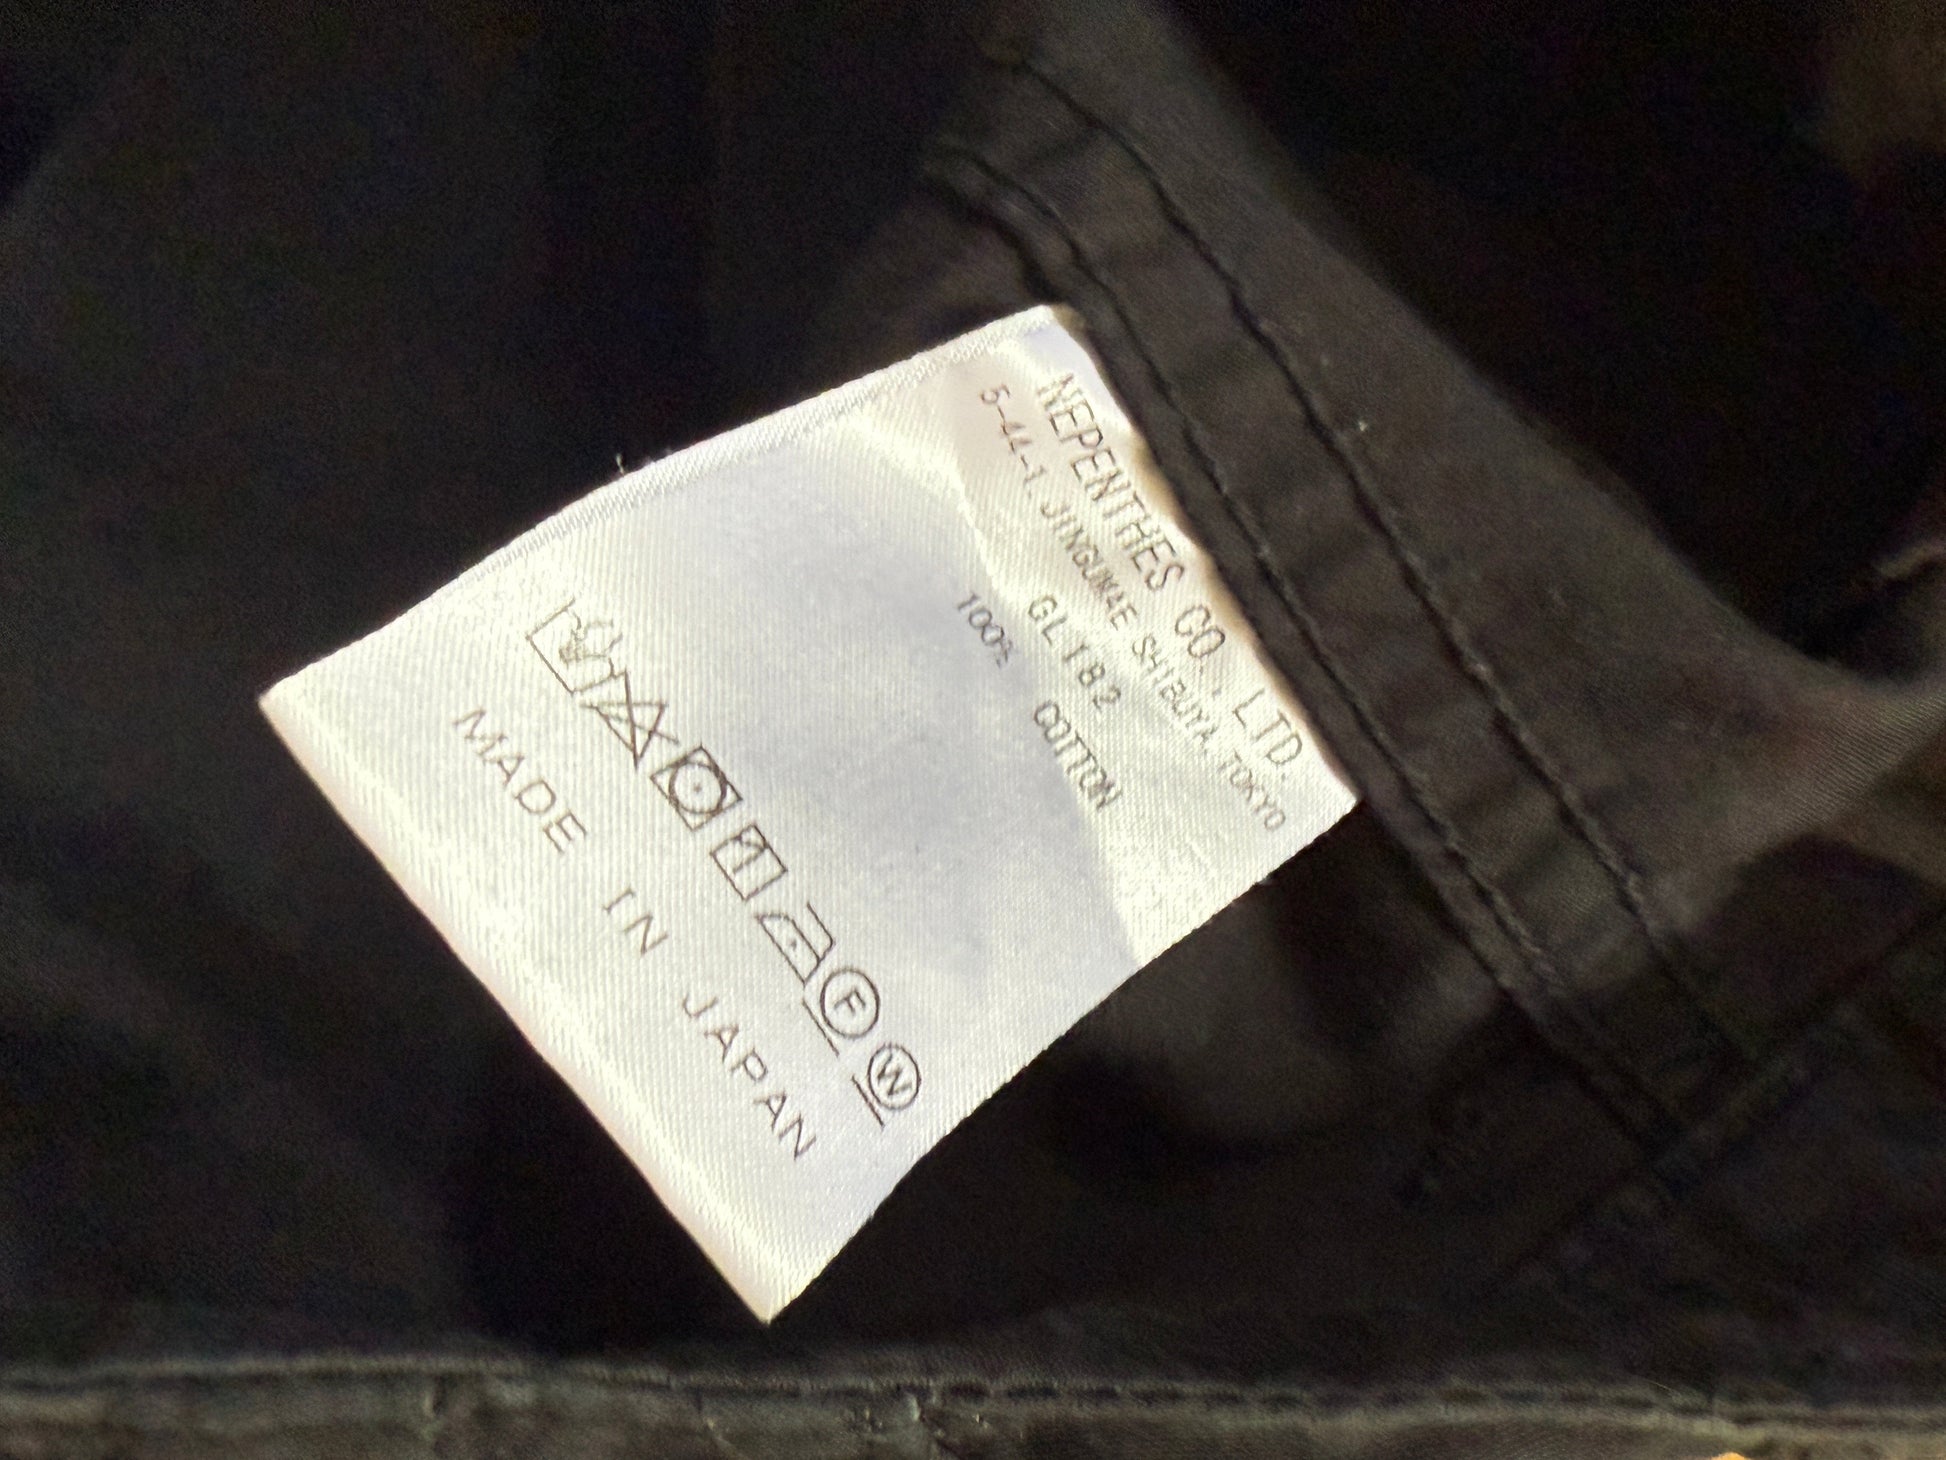 NEPENTHES CO., LTD.
5-44-1, JINGUMAE SHIBUYA, TOKYO
GL182
100% COTTON
F W
MADE IN JAPAN